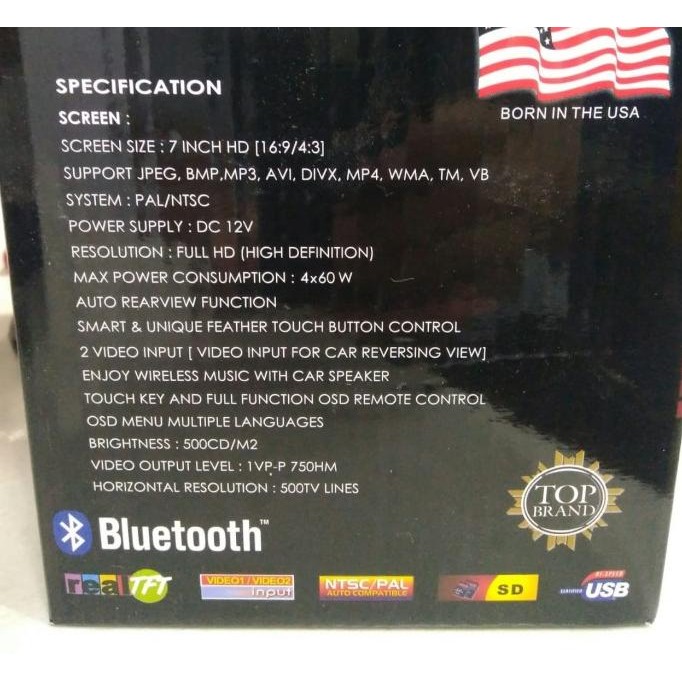 BORN IN THE USA
SPECIFICATION
SCREEN :
SCREEN SIZE : 7 INCH HD [16:9/4:3]
SUPPORT JPEG, BMP,MP3, AVI, DIVX, MP4, WMA, TM, VB
SYSTEM : PAL/NTSC
POWER SUPPLY : DC 12V
RESOLUTION : FULL HD (HIGH DEFINITION)
MAX POWER CONSUMPTION : 4x60 W
AUTO REARVIEW FUNCTION
SMART & UNIQUE FEATHER TOUCH BUTTON CONTROL
2 VIDEO INPUT [ VIDEO INPUT FOR CAR REVERSING VIEW]
ENJOY WIRELESS MUSIC WITH CAR SPEAKER
TOUCH KEY AND FULL FUNCTION OSD REMOTE CONTROL
OSD MENU MULTIPLE LANGUAGES
BRIGHTNESS : 500CD/M2
VIDEO OUTPUT LEVEL : 1VP-P 750HM
HORIZONTAL RESOLUTION : 500TV LINES
TOP
BRAND
Bluetooth™
real TFT
VIDEO1/VIDEO2
input
NTSC/PAL
AUTO COMPATIBLE
SD
HI-SPEED
CERTIFIED USB